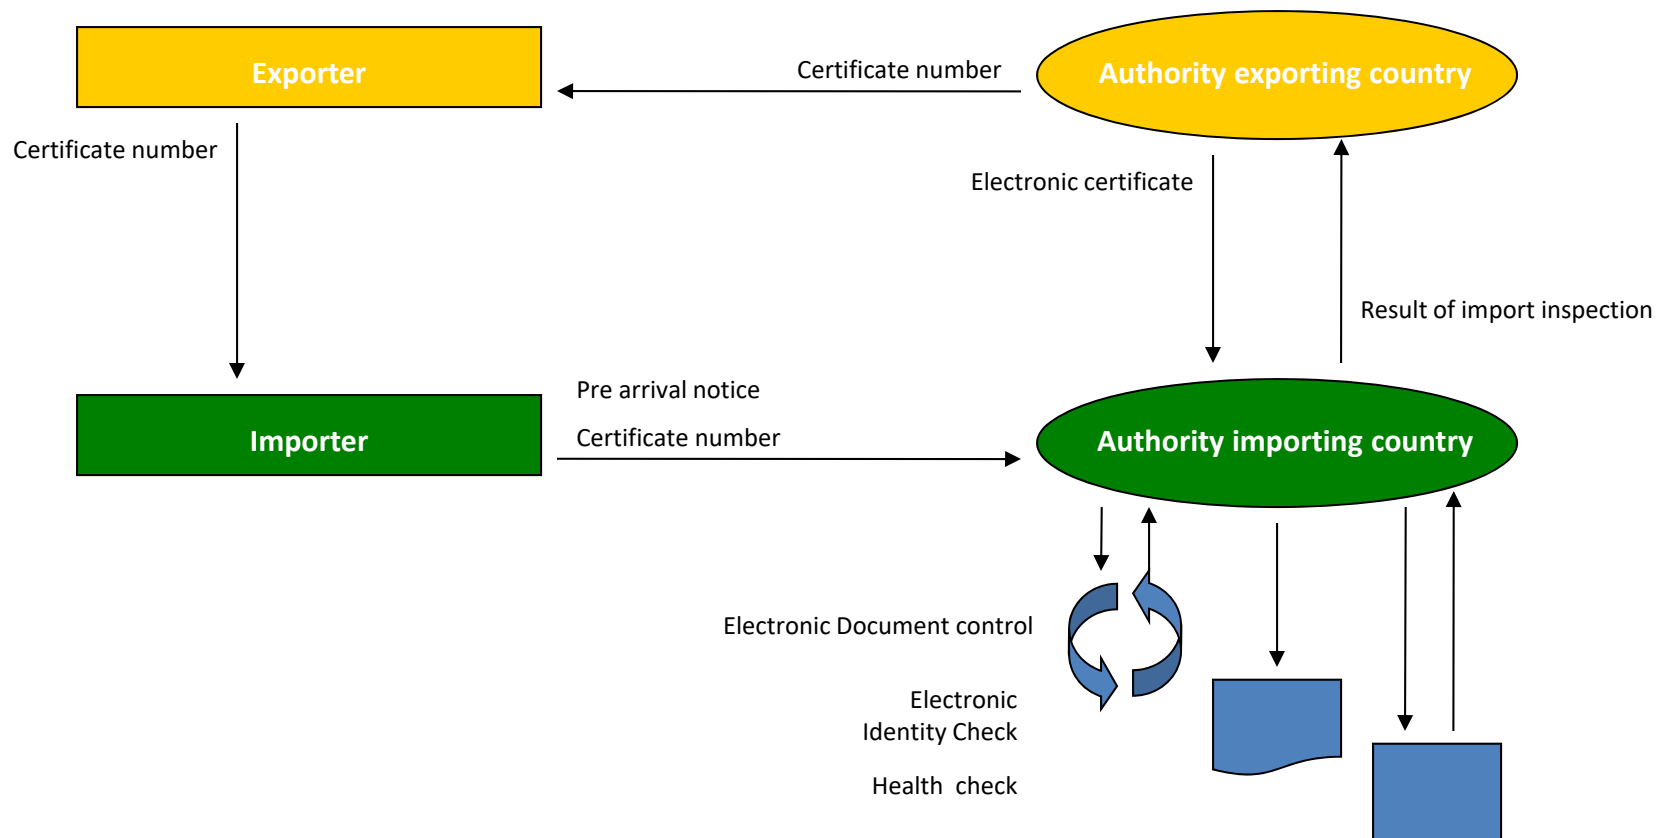 Exporter
Certificate number
Authority exporting country
Certificate number
Electronic certificate
Result of import inspection
Pre arrival notice
Certificate number
Importer
Authority importing country
Electronic Document control
Electronic
Identity Check
Health  check